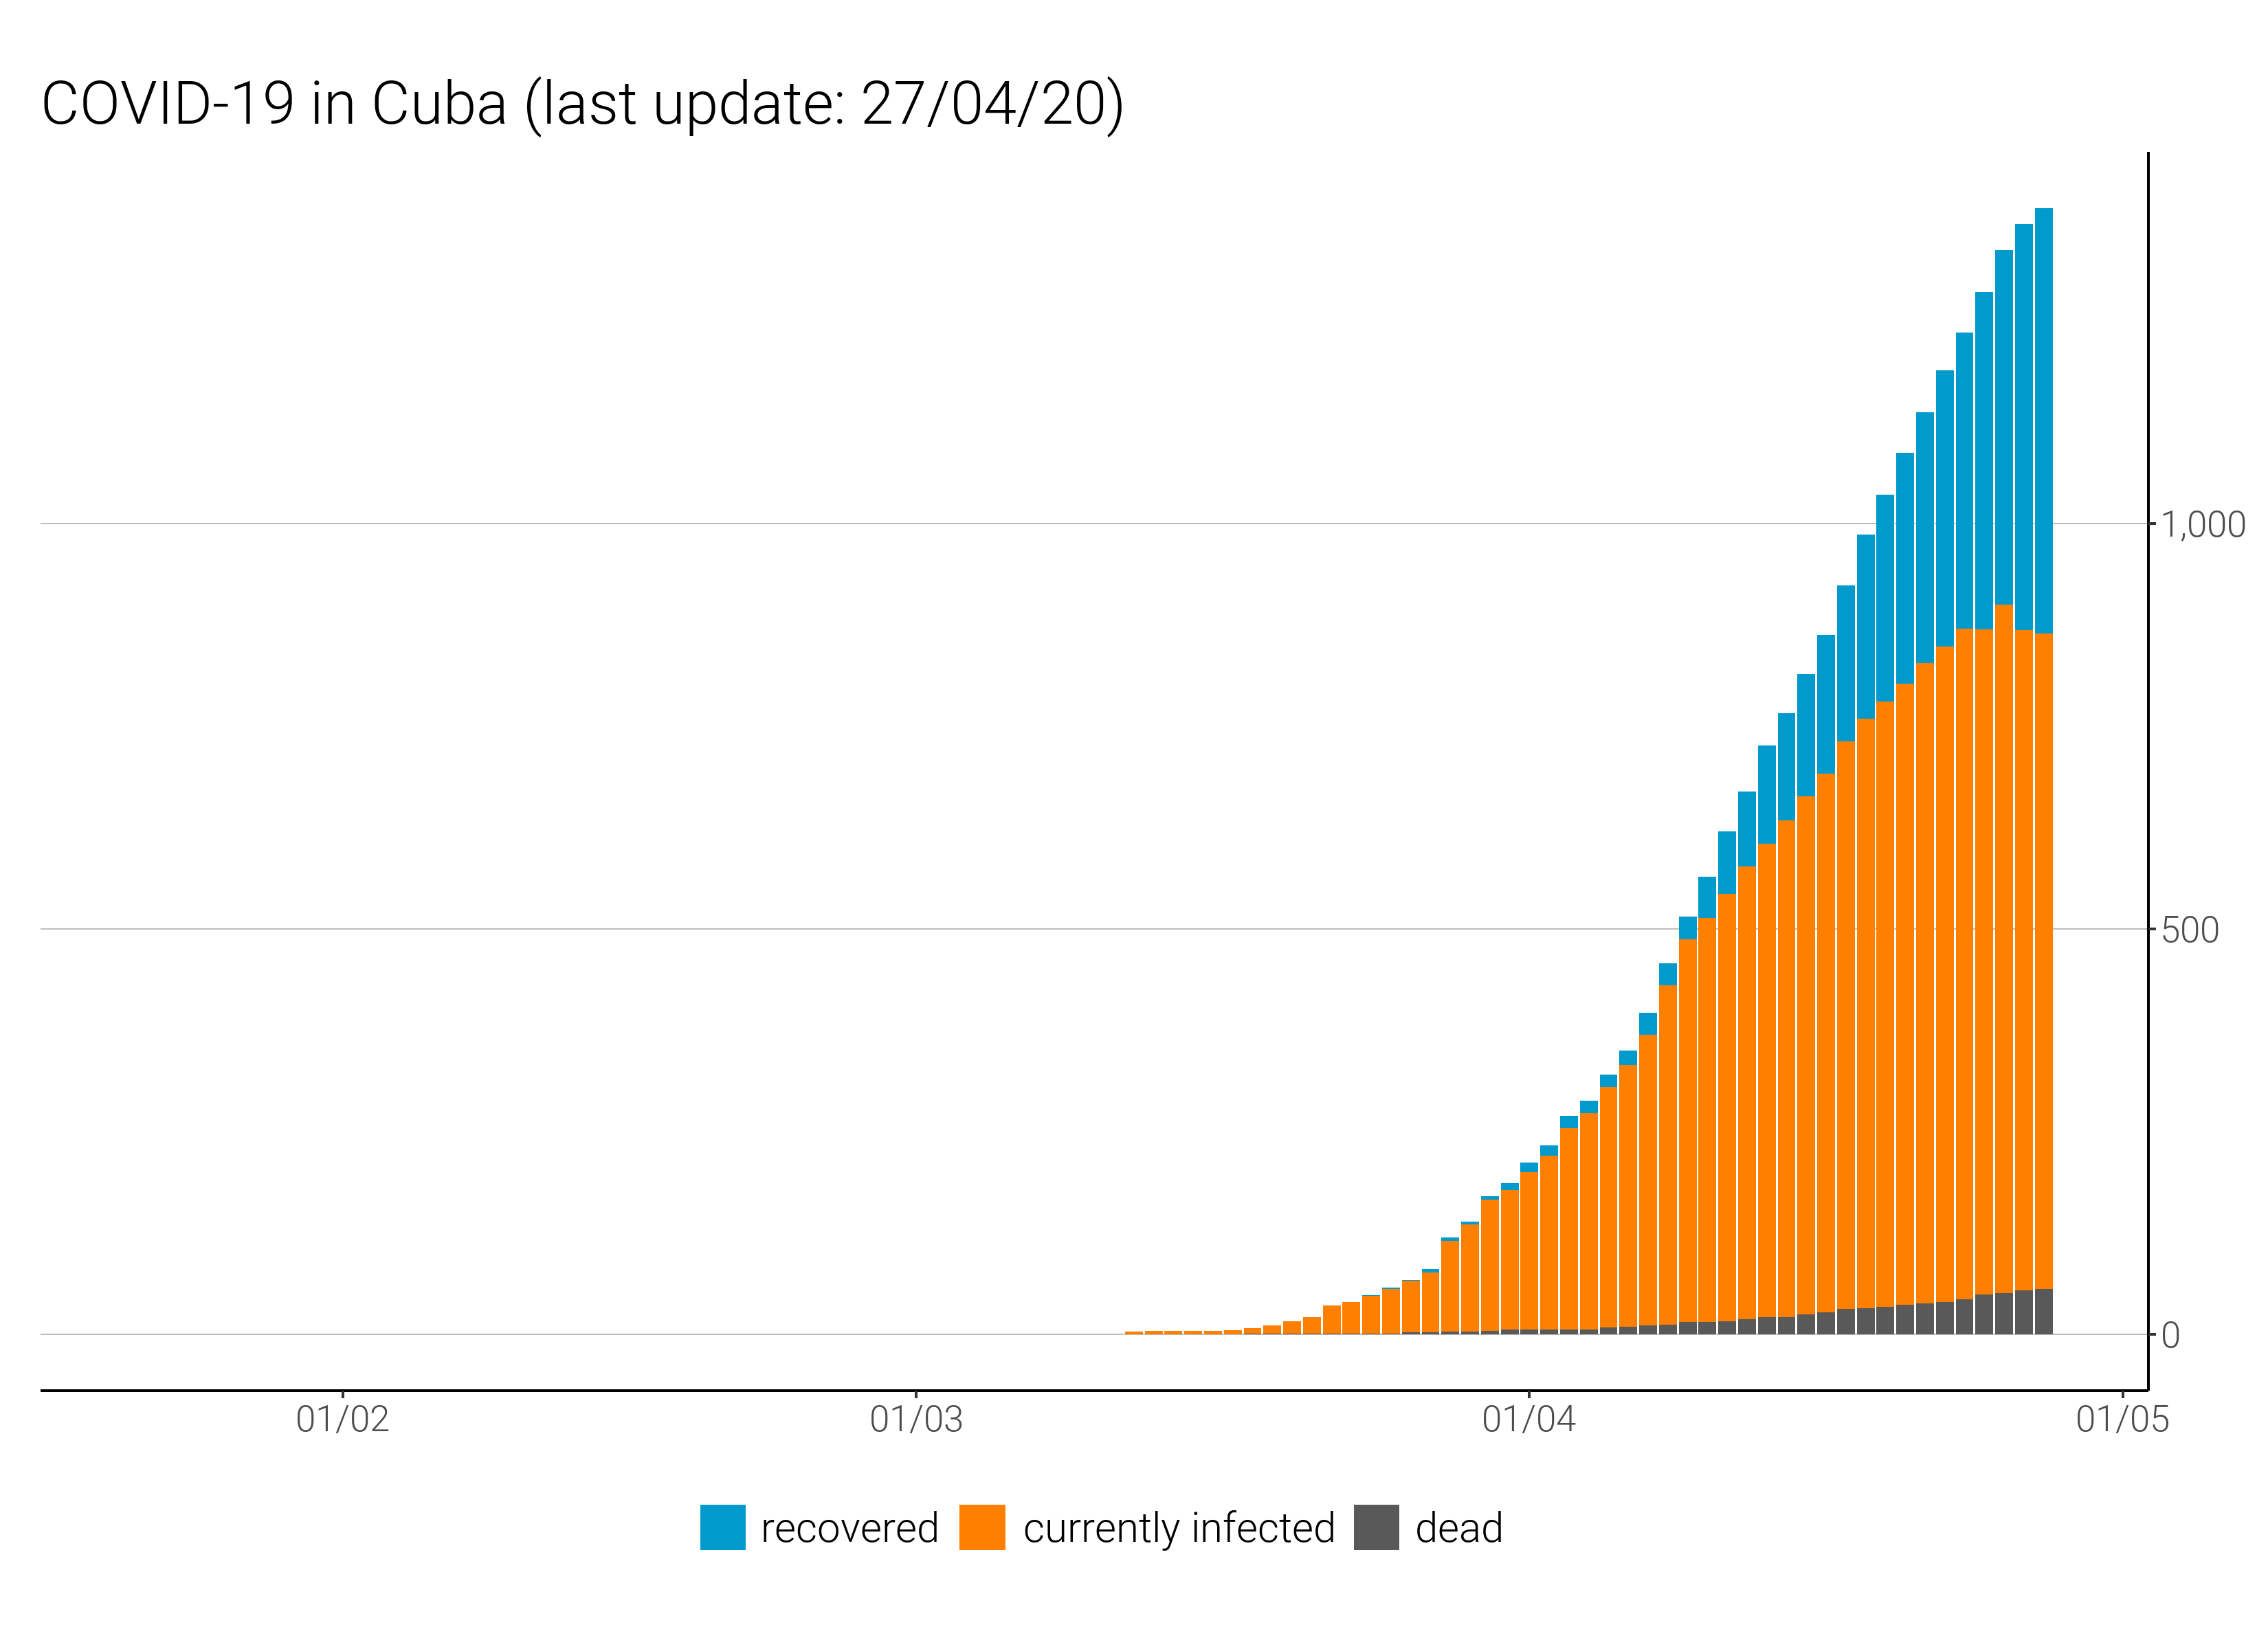 COVID-19 in Cuba (last update: 27/04/20)
1,000
500
0
01/02 01/03 01/04 01/05
recovered currently infected dead